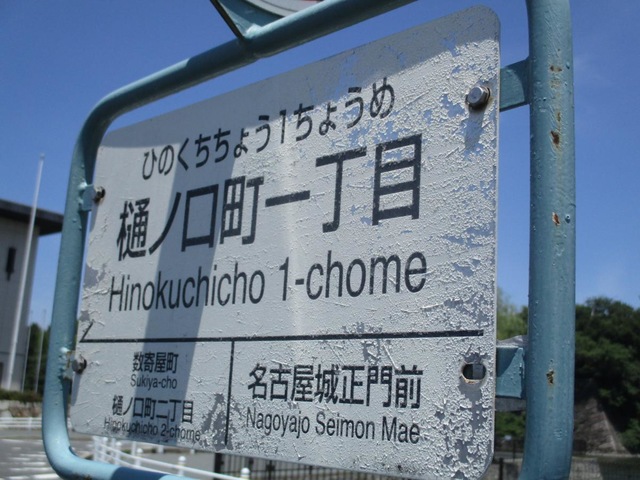 ひのくちちょう1ちょうめ
樋ノ口町一丁目
Hinokuchicho 1-chome
数寄屋町
Sukiya-cho
樋ノ口町二丁目
Hinokuchicho 2-chome
名古屋城正門前
Nagoyajo Seimon Mae